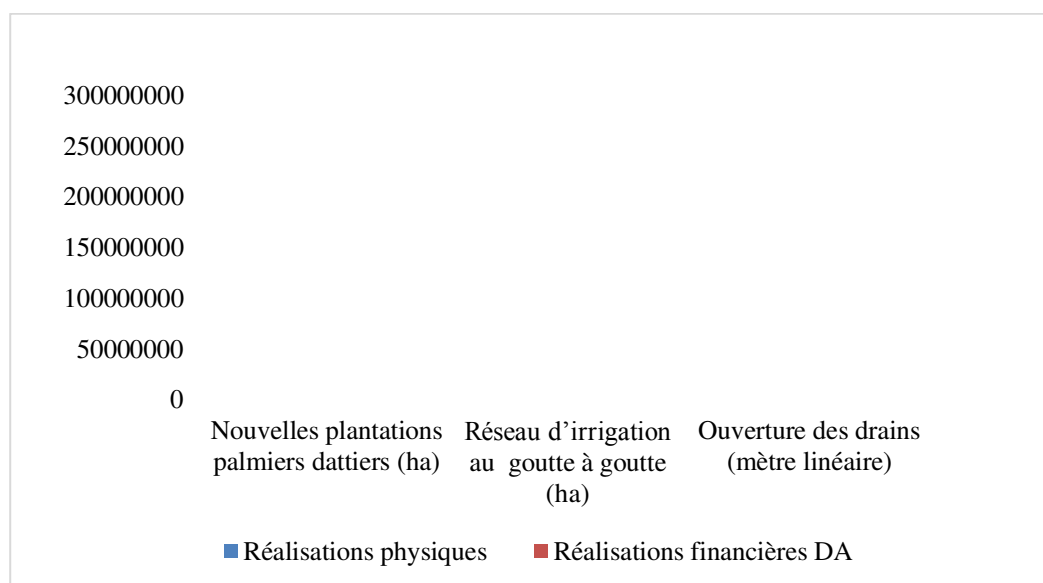 300000000
250000000
200000000
150000000
100000000
50000000
0
Nouvelles plantations
palmiers dattiers (ha)
Réseau d’irrigation
au goutte à goutte
(ha)
Ouverture des drains
(mètre linéaire)
Réalisations physiques
Réalisations financières DA